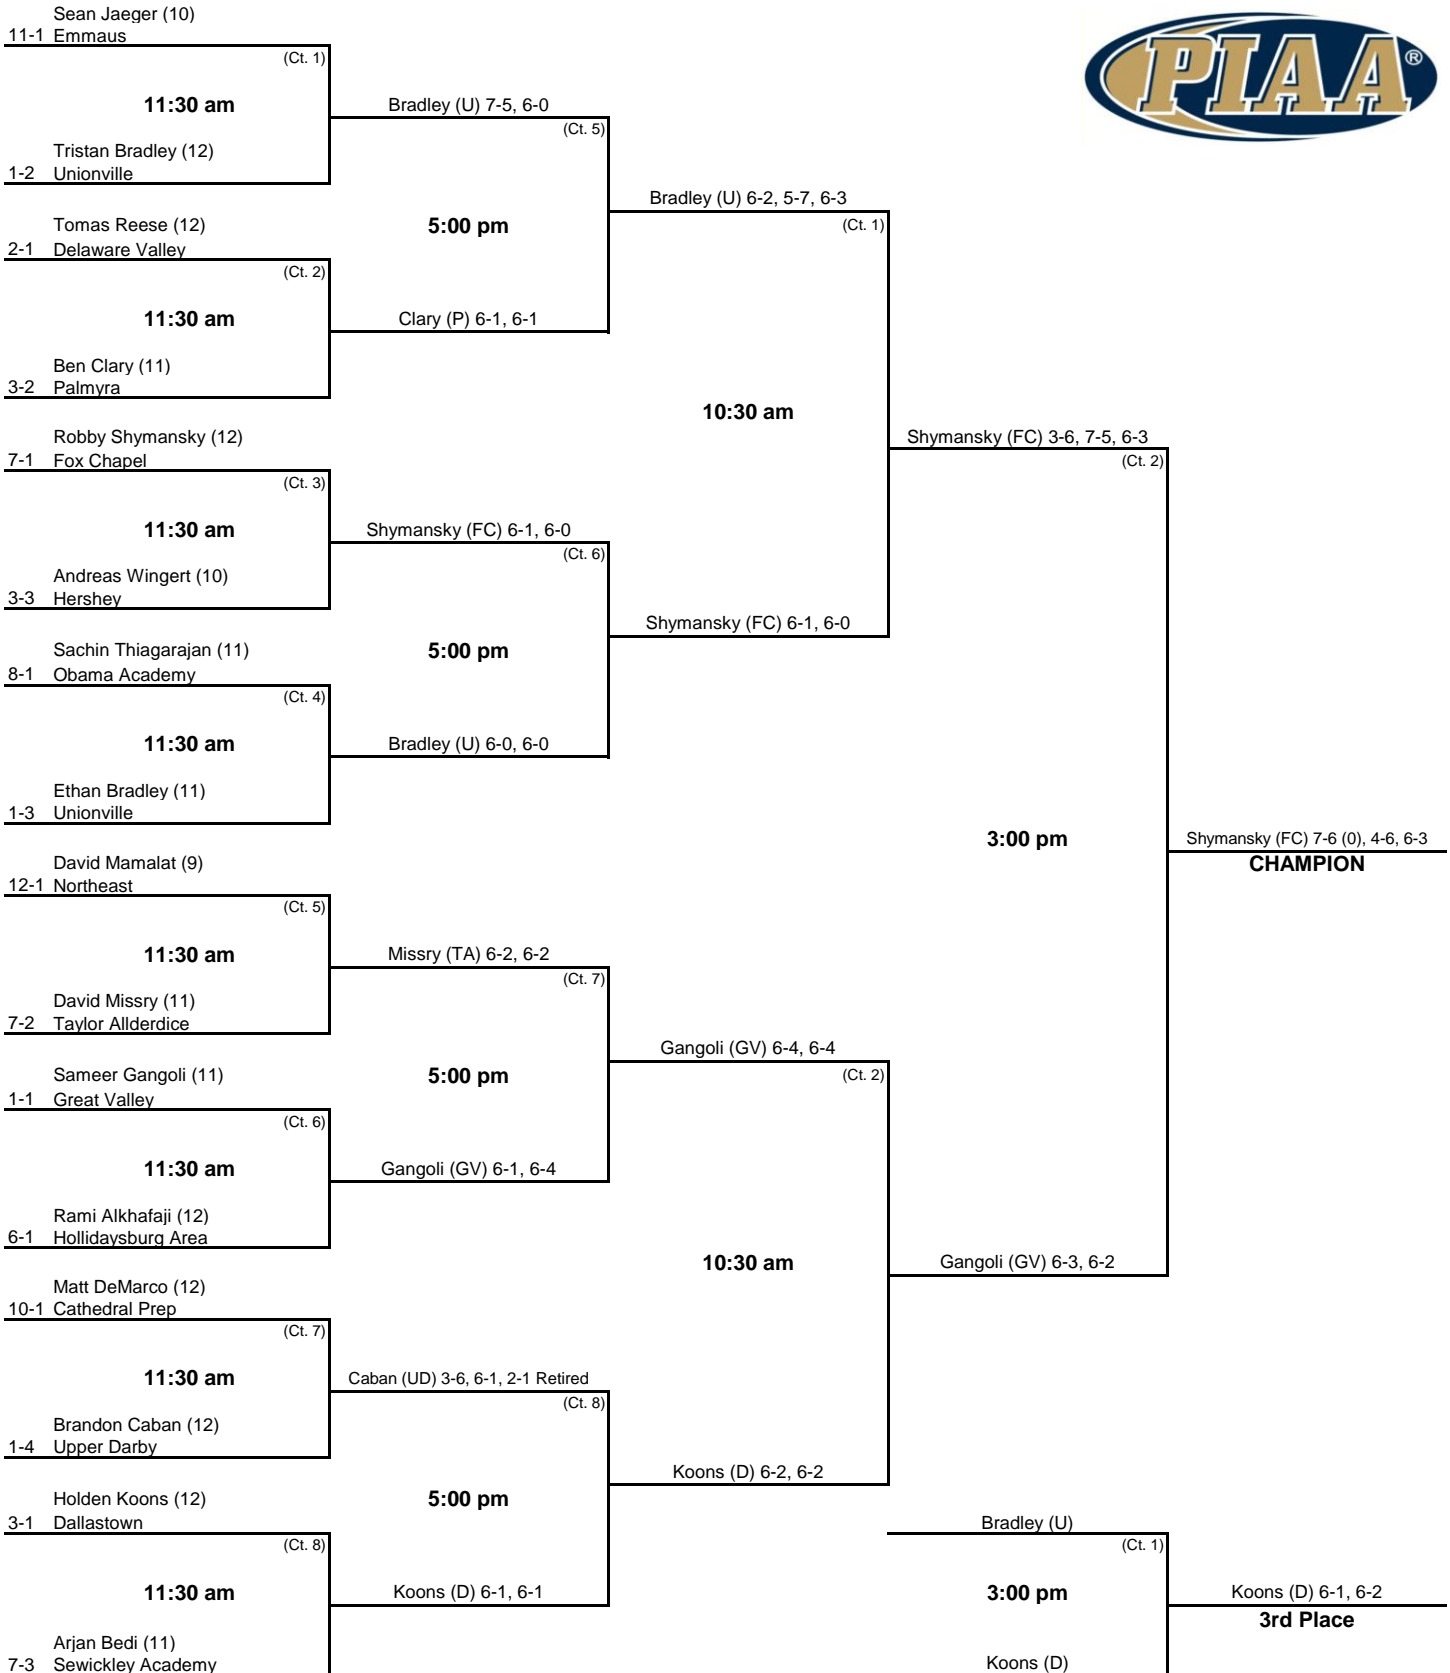 Sean Jaeger (10)
11-1 Emmaus
(Ct. 1)
11:30 am
Tristan Bradley (12)
1-2 Unionville
Tomas Reese (12)
2-1 Delaware Valley
(Ct. 2)
11:30 am
Ben Clary (11)
3-2 Palmyra
Robby Shymansky (12)
7-1 Fox Chapel
(Ct. 3)
11:30 am
Andreas Wingert (10)
3-3 Hershey
Sachin Thiagarajan (11)
8-1 Obama Academy
(Ct. 4)
11:30 am
Ethan Bradley (11)
1-3 Unionville
David Mamalat (9)
12-1 Northeast
(Ct. 5)
11:30 am
David Missry (11)
7-2 Taylor Allderdice
Sameer Gangoli (11)
1-1 Great Valley
(Ct. 6)
11:30 am
Rami Alkhafaji (12)
6-1 Hollidaysburg Area
Matt DeMarco (12)
10-1 Cathedral Prep
(Ct. 7)
11:30 am
Brandon Caban (12)
1-4 Upper Darby
Holden Koons (12)
3-1 Dallastown
(Ct. 8)
11:30 am
Arjan Bedi (11)
7-3 Sewickley Academy
Bradley (U) 7-5, 6-0
(Ct. 5)
5:00 pm
Clary (P) 6-1, 6-1
Shymansky (FC) 6-1, 6-0
(Ct. 6)
5:00 pm
Bradley (U) 6-0, 6-0
Missry (TA) 6-2, 6-2
(Ct. 7)
5:00 pm
Gangoli (GV) 6-1, 6-4
Caban (UD) 3-6, 6-1, 2-1 Retired
(Ct. 8)
5:00 pm
Koons (D) 6-1, 6-1
Bradley (U) 6-2, 5-7, 6-3
(Ct. 1)
10:30 am
Shymansky (FC) 6-1, 6-0
Gangoli (GV) 6-4, 6-4
(Ct. 2)
10:30 am
Koons (D) 6-2, 6-2
PIAA®
Shymansky (FC) 3-6, 7-5, 6-3
(Ct. 2)
3:00 pm
Gangoli (GV) 6-3, 6-2
Shymansky (FC) 7-6 (0), 4-6, 6-3
CHAMPION
Bradley (U)
(Ct. 1)
3:00 pm
Koons (D)
Koons (D) 6-1, 6-2
3rd Place